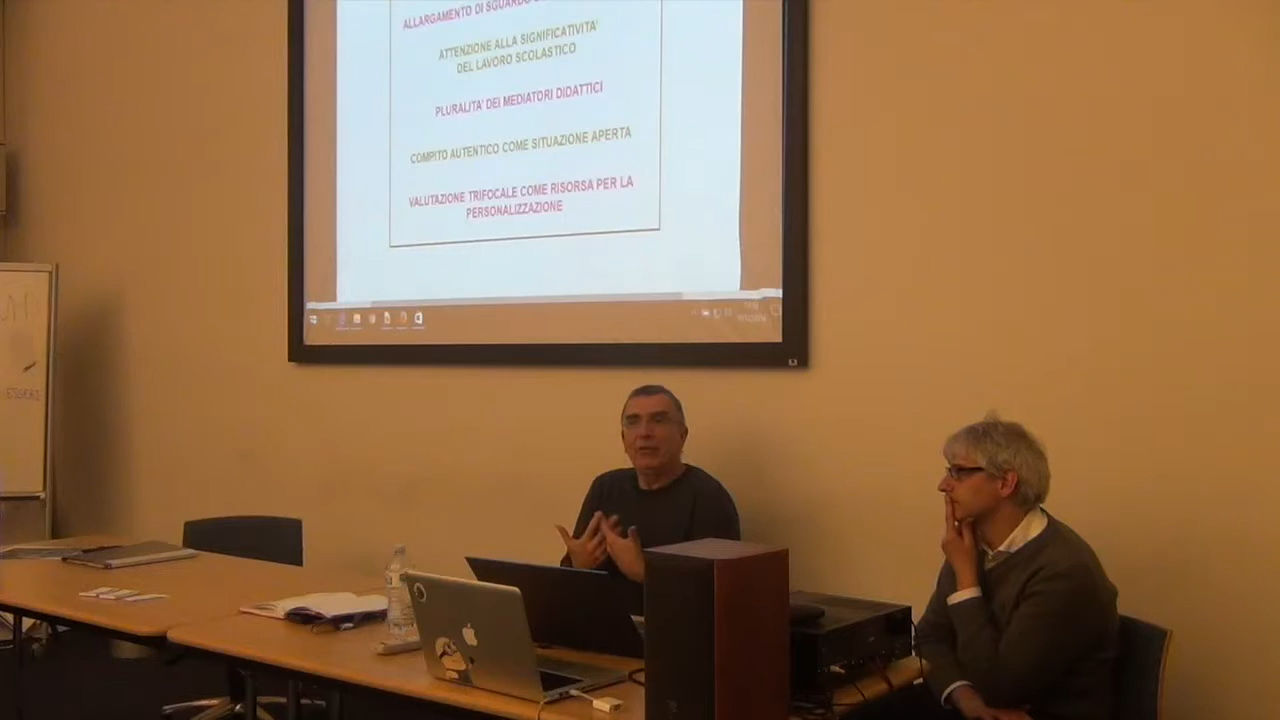 ALLARGAMENTO DI SGUARDO
ATTENZIONE ALLA SIGNIFICATIVITA'
DEL LAVORO SCOLASTICO
PLURALITA' DEI MEDIATORI DIDATTICI
COMPITO AUTENTICO COME SITUAZIONE APERTA
VALUTAZIONE TRIFOCALE COME RISORSA PER LA
PERSONALIZZAZIONE